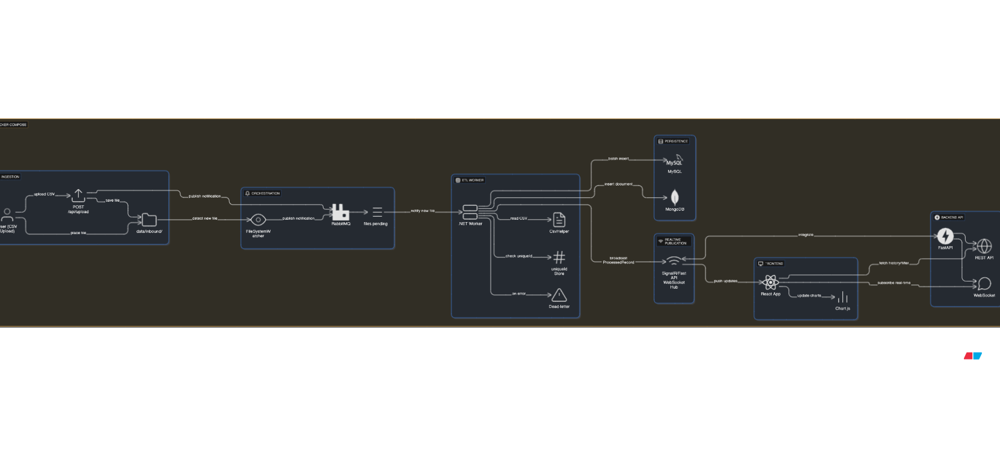 CKER COMPOSE
INGESTION
upload CSV
POST
/api/upload
save file
ser (CSV
Upload)
place file
data/inbound/
publish notification
detect new file
ORCHESTRATION
FileSystemW
atcher
publish notification
RabbitMQ
files.pending
notify new file
ETL WORKER
.NET Worker
read CSV
CsvHelper
check uniqueId
uniqueId
Store
on error
Dead-letter
batch insert
insert document
broadcast
ProcessedRecord
PERSISTENCE
MySQL
MySQL
MongoDB
REALTIME
PUBLICATION
SignalR/Fast
API
WebSocket
Hub
integrate
push updates
FRONTEND
React App
update charts
Chart.js
fetch history/filter
subscribe real-time
BACKEND API
FastAPI
REST API
WebSocket